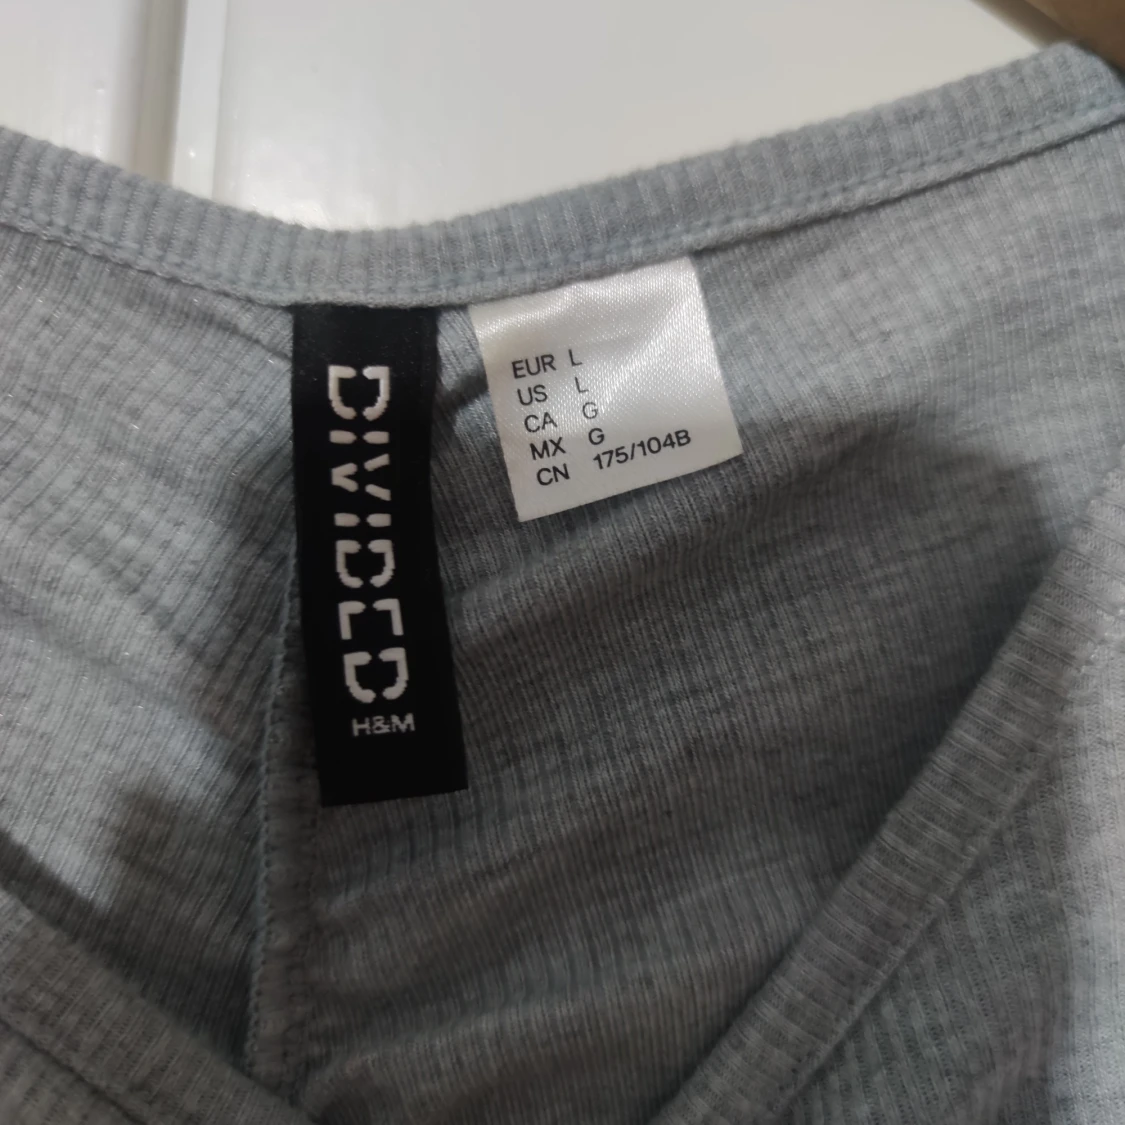 DIVIDED
H&M
EUR L
US L
CA G
MX G
CN 175/104B